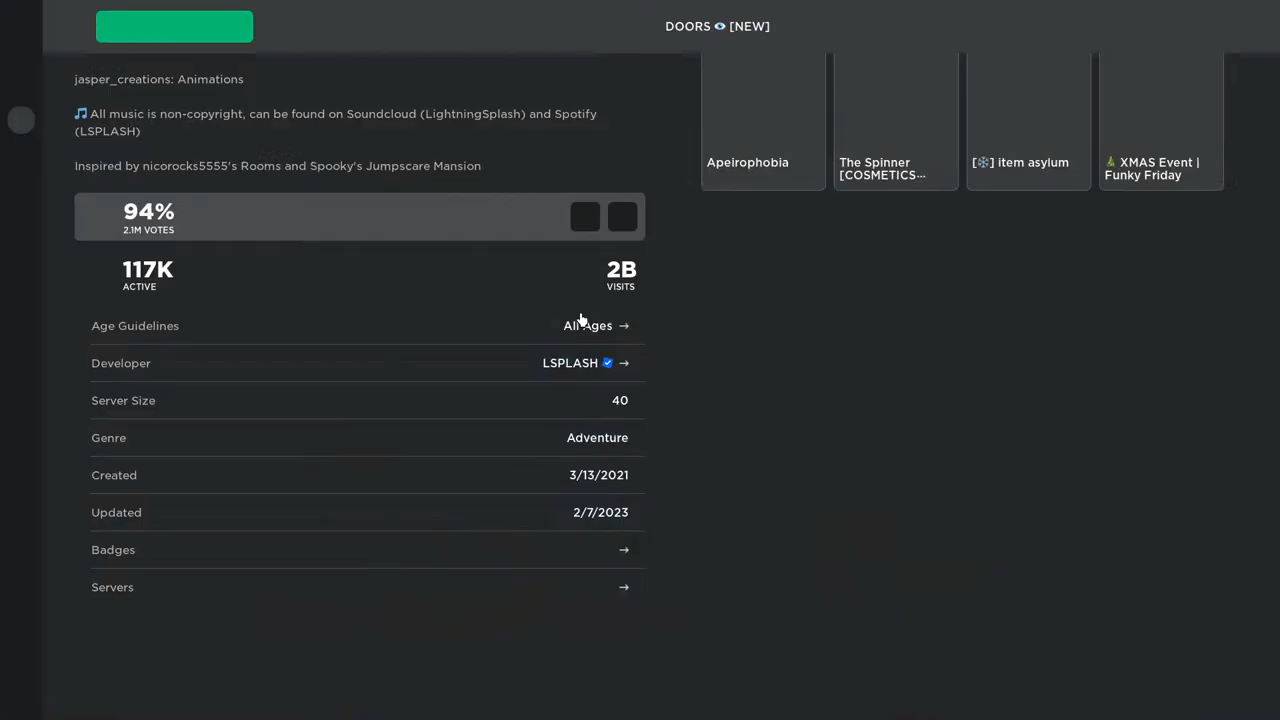 DOORS 👁 [NEW]
jasper_creations: Animations
🎵 All music is non-copyright, can be found on Soundcloud (LightningSplash) and Spotify
(LSPLASH)
Inspired by nicorocks5555's Rooms and Spooky's Jumpscare Mansion
94%
2.1M VOTES
117K
ACTIVE
2B
VISITS
Age Guidelines All Ages →
Developer LSPLASH ☑ →
Server Size 40
Genre Adventure
Created 3/13/2021
Updated 2/7/2023
Badges →
Servers →
Apeirophobia
The Spinner
[COSMETICS...
[❄️] item asylum
🎄 XMAS Event |
Funky Friday